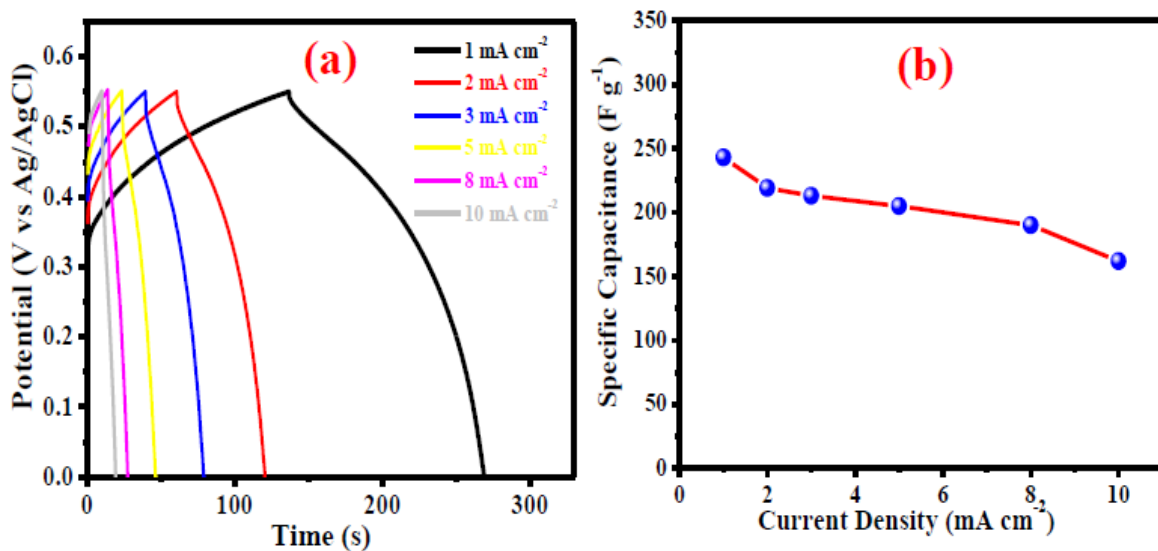 (a)
1 mA cm⁻²
2 mA cm⁻²
3 mA cm⁻²
5 mA cm⁻²
8 mA cm⁻²
10 mA cm⁻²
Potential (V vs Ag/AgCl)
0.6
0.5
0.4
0.3
0.2
0.1
0.0
0 100 200 300
Time (s)
(b)
Specific Capacitance (F g⁻¹)
350
300
250
200
150
100
50
0
0 2 4 6 8 10
Current Density (mA cm⁻²)